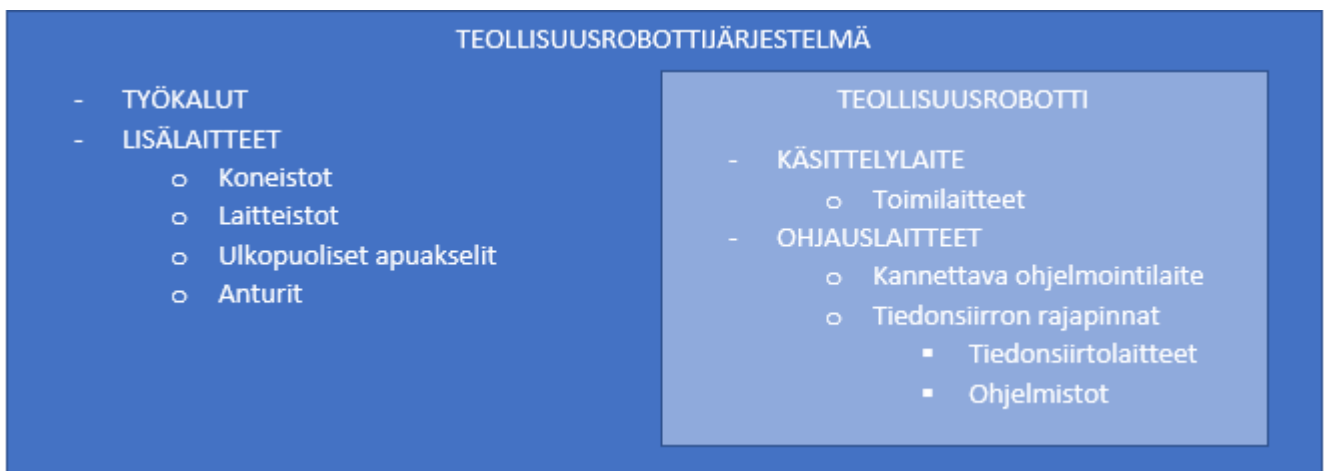 TEOLLISUUSROBOTTIJÄRJESTELMÄ
- TYÖKALUT
- LISÄLAITTEET
o Koneistot
o Laitteistot
o Ulkopuoliset apuakselit
o Anturit
TEOLLISUUSROBOTTI
- KÄSITTELYLAITE
o Toimilaitteet
- OHJAUSLAITTEET
o Kannettava ohjelmointilaite
o Tiedonsiirron rajapinnat
▪ Tiedonsiirtolaitteet
▪ Ohjelmistot